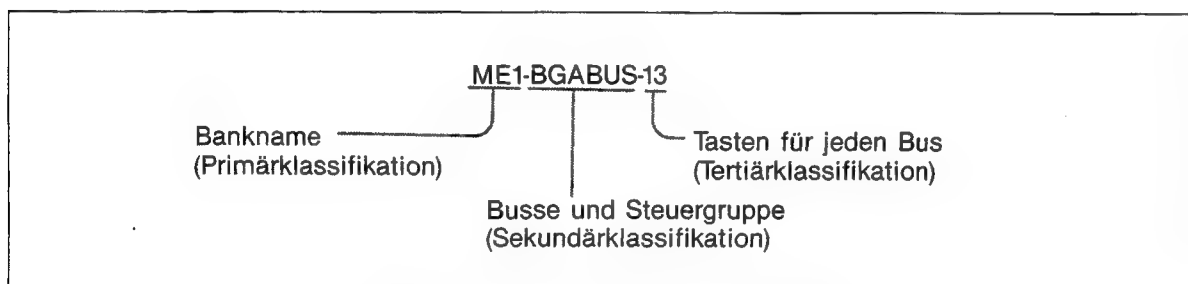 ME1-BGABUS-13
Bankname
(Primärklassifikation)
Tasten für jeden Bus
(Tertiärklassifikation)
Busse und Steuergruppe
(Sekundärklassifikation)